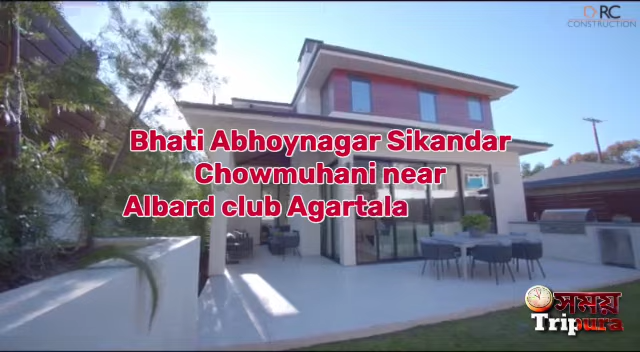 RC
CONSTRUCTION
Bhati Abhoynagar Sikandar
Chowmuhani near
Albard club Agartala
সময়
Tripura